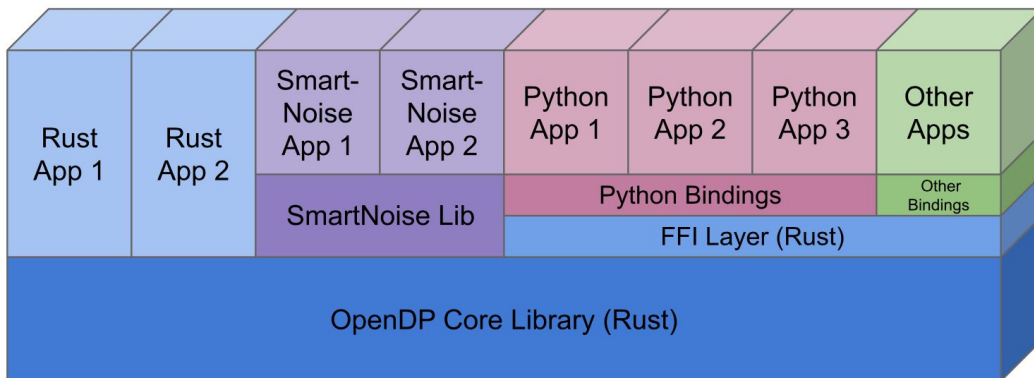 Rust
App 1
Rust
App 2
Smart-
Noise
App 1
Smart-
Noise
App 2
Python
App 1
Python
App 2
Python
App 3
Other
Apps
SmartNoise Lib
Python Bindings
Other
Bindings
FFI Layer (Rust)
OpenDP Core Library (Rust)